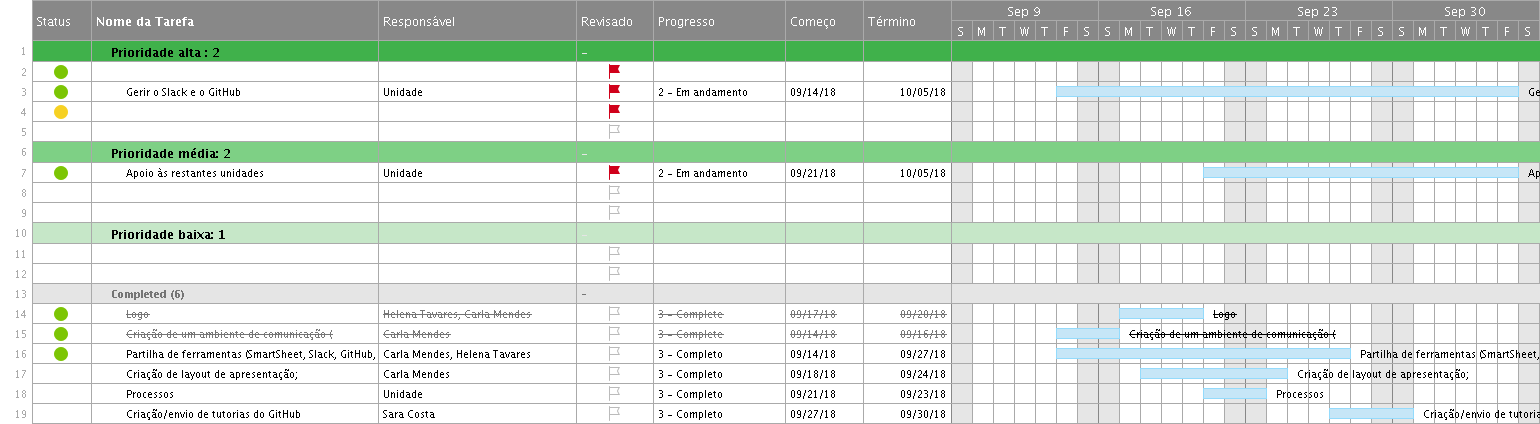 Status Nome da Tarefa Responsável Revisado Progresso Começo Término Sep 9 Sep 16 Sep 23 Sep 30
S M T W T F S S M T W T F S S M T W T F S S M T W T F S
1 Prioridade alta : 2 –
2
3 Gerir o Slack e o GitHub Unidade 2 – Em andamento 09/14/18 10/05/18 Ge
4
5
6 Prioridade média: 2 –
7 Apoio às restantes unidades Unidade 2 – Em andamento 09/21/18 10/05/18 Ap
8
9
10 Prioridade baixa: 1 –
11
12
13 Completed (6) –
14 Logo Helena Tavares, Carla Mendes 3 – Complete 09/17/18 09/20/18 Logo
15 Criação de um ambiente de comunicação ( Carla Mendes 3 – Complete 09/14/18 09/16/18 Criação de um ambiente de comunicação (
16 Partilha de ferramentas (SmartSheet, Slack, GitHub, Carla Mendes, Helena Tavares 3 – Completo 09/14/18 09/27/18 Partilha de ferramentas (SmartSheet,
17 Criação de layout de apresentação; Carla Mendes 3 – Completo 09/18/18 09/24/18 Criação de layout de apresentação;
18 Processos Unidade 3 – Completo 09/21/18 09/23/18 Processos
19 Criação/envio de tutorias do GitHub Sara Costa 3 – Completo 09/27/18 09/30/18 Criação/envio de tutoria